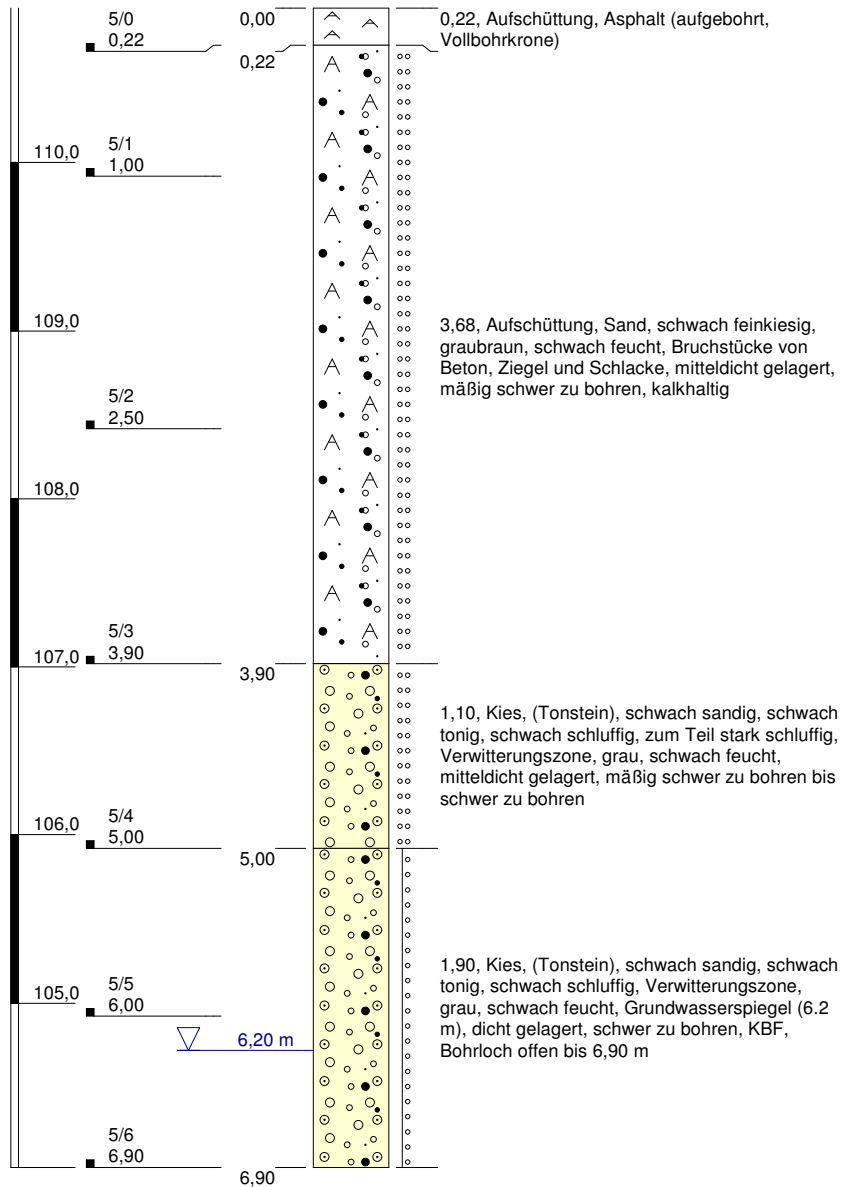 5/0
0,22
0,00
0,22, Aufschüttung, Asphalt (aufgebohrt,
Vollbohrkrone)
0,22
110,0
5/1
1,00
109,0
3,68, Aufschüttung, Sand, schwach feinkiesig,
graubraun, schwach feucht, Bruchstücke von
Beton, Ziegel und Schlacke, mitteldicht gelagert,
mäßig schwer zu bohren, kalkhaltig
5/2
2,50
108,0
5/3
3,90
107,0
3,90
1,10, Kies, (Tonstein), schwach sandig, schwach
tonig, schwach schluffig, zum Teil stark schluffig,
Verwitterungszone, grau, schwach feucht,
mitteldicht gelagert, mäßig schwer zu bohren bis
schwer zu bohren
106,0
5/4
5,00
5,00
1,90, Kies, (Tonstein), schwach sandig, schwach
tonig, schwach schluffig, Verwitterungszone,
grau, schwach feucht, Grundwasserspiegel (6.2
m), dicht gelagert, schwer zu bohren, KBF,
Bohrloch offen bis 6,90 m
105,0
5/5
6,00
6,20 m
5/6
6,90
6,90